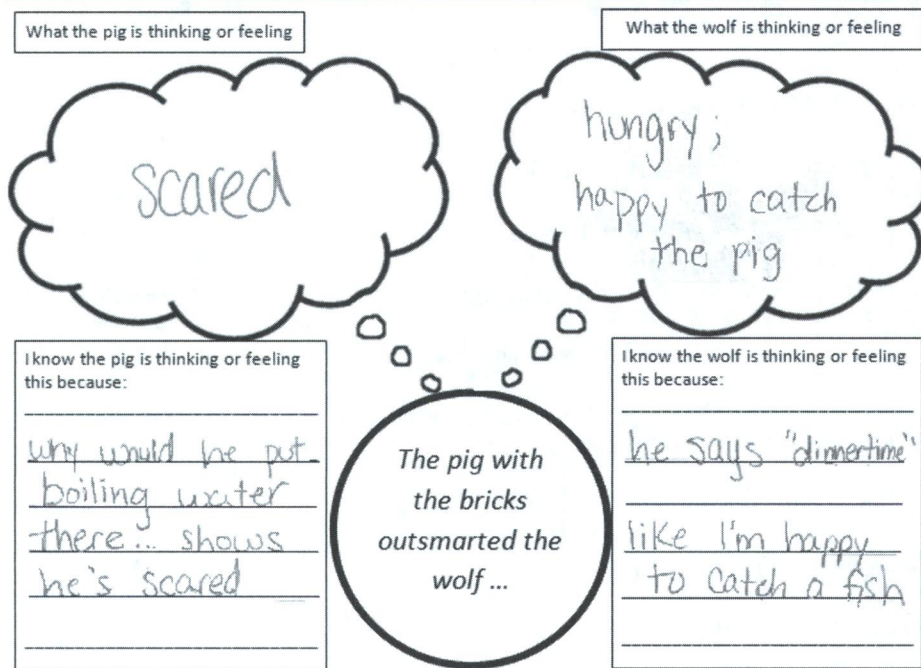 What the pig is thinking or feeling
What the wolf is thinking or feeling
scared
hungry;
happy to catch
the pig
I know the pig is thinking or feeling
this because:
why would he put
boiling water
there... shows
he's scared
The pig with
the bricks
outsmarted the
wolf ...
I know the wolf is thinking or feeling
this because:
he says "dinnertime"
like I'm happy
to catch a fish